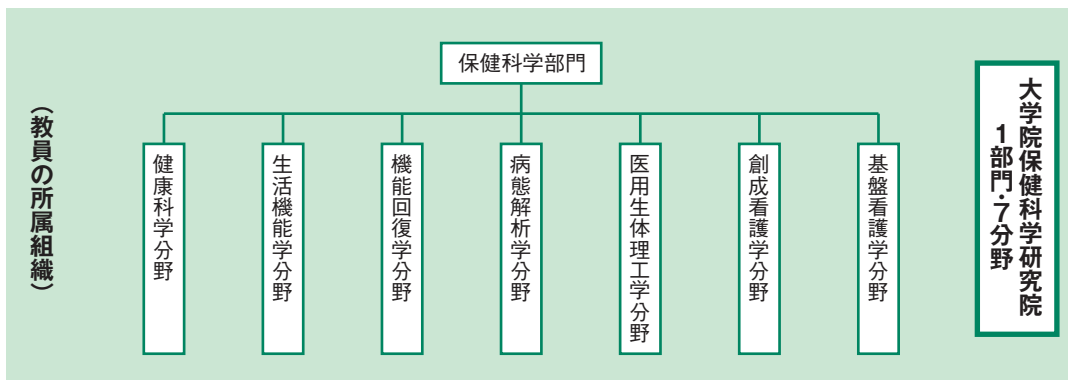 大学院保健科学研究院
1部門・7分野
保健科学部門
基盤看護学分野
創成看護学分野
医用生体理工学分野
病態解析学分野
機能回復学分野
生活機能学分野
健康科学分野
（教員の所属組織）